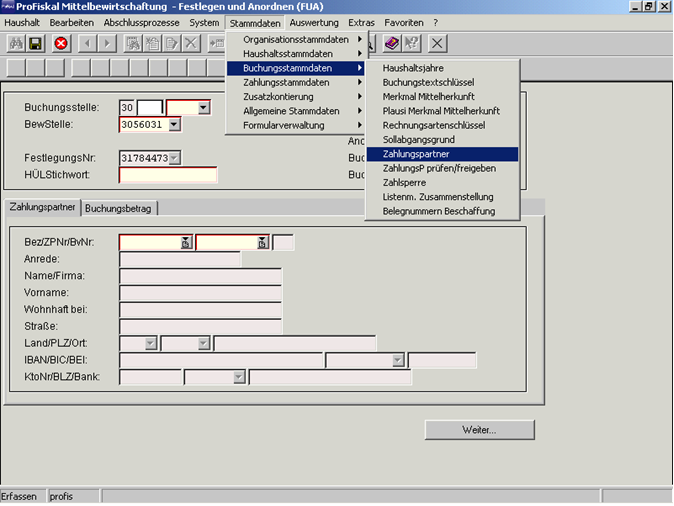 ProFiskal Mittelbewirtschaftung - Festlegen und Anordnen (FUA)
Haushalt Bearbeiten Abschlussprozesse System Stammdaten Auswertung Extras Favoriten ?
Organisationsstammdaten
Haushaltsstammdaten
Buchungsstammdaten
Zahlungsstammdaten
Zusatzkontierung
Allgemeine Stammdaten
Formularverwaltung
Haushaltsjahre
Buchungstextschlüssel
Merkmal Mittelherkunft
Plausi Merkmal Mittelherkunft
Rechnungsartenschlüssel
Sollabgangsgrund
Zahlungspartner
ZahlungsP prüfen/freigeben
Zahlsperre
Listenm. Zusammenstellung
Belegnummern Beschaffung
Buchungsstelle: 30
BewStelle: 3056031
Ano
FestlegungsNr: 31784473 Buc
HÜLStichwort: Buc
Zahlungspartner Buchungsbetrag
Bez/ZPNr/BvNr:
Anrede:
Name/Firma:
Vorname:
Wohnhaft bei:
Straße:
Land/PLZ/Ort:
IBAN/BIC/BEI:
KtoNr/BLZ/Bank:
Weiter...
Erfassen profis